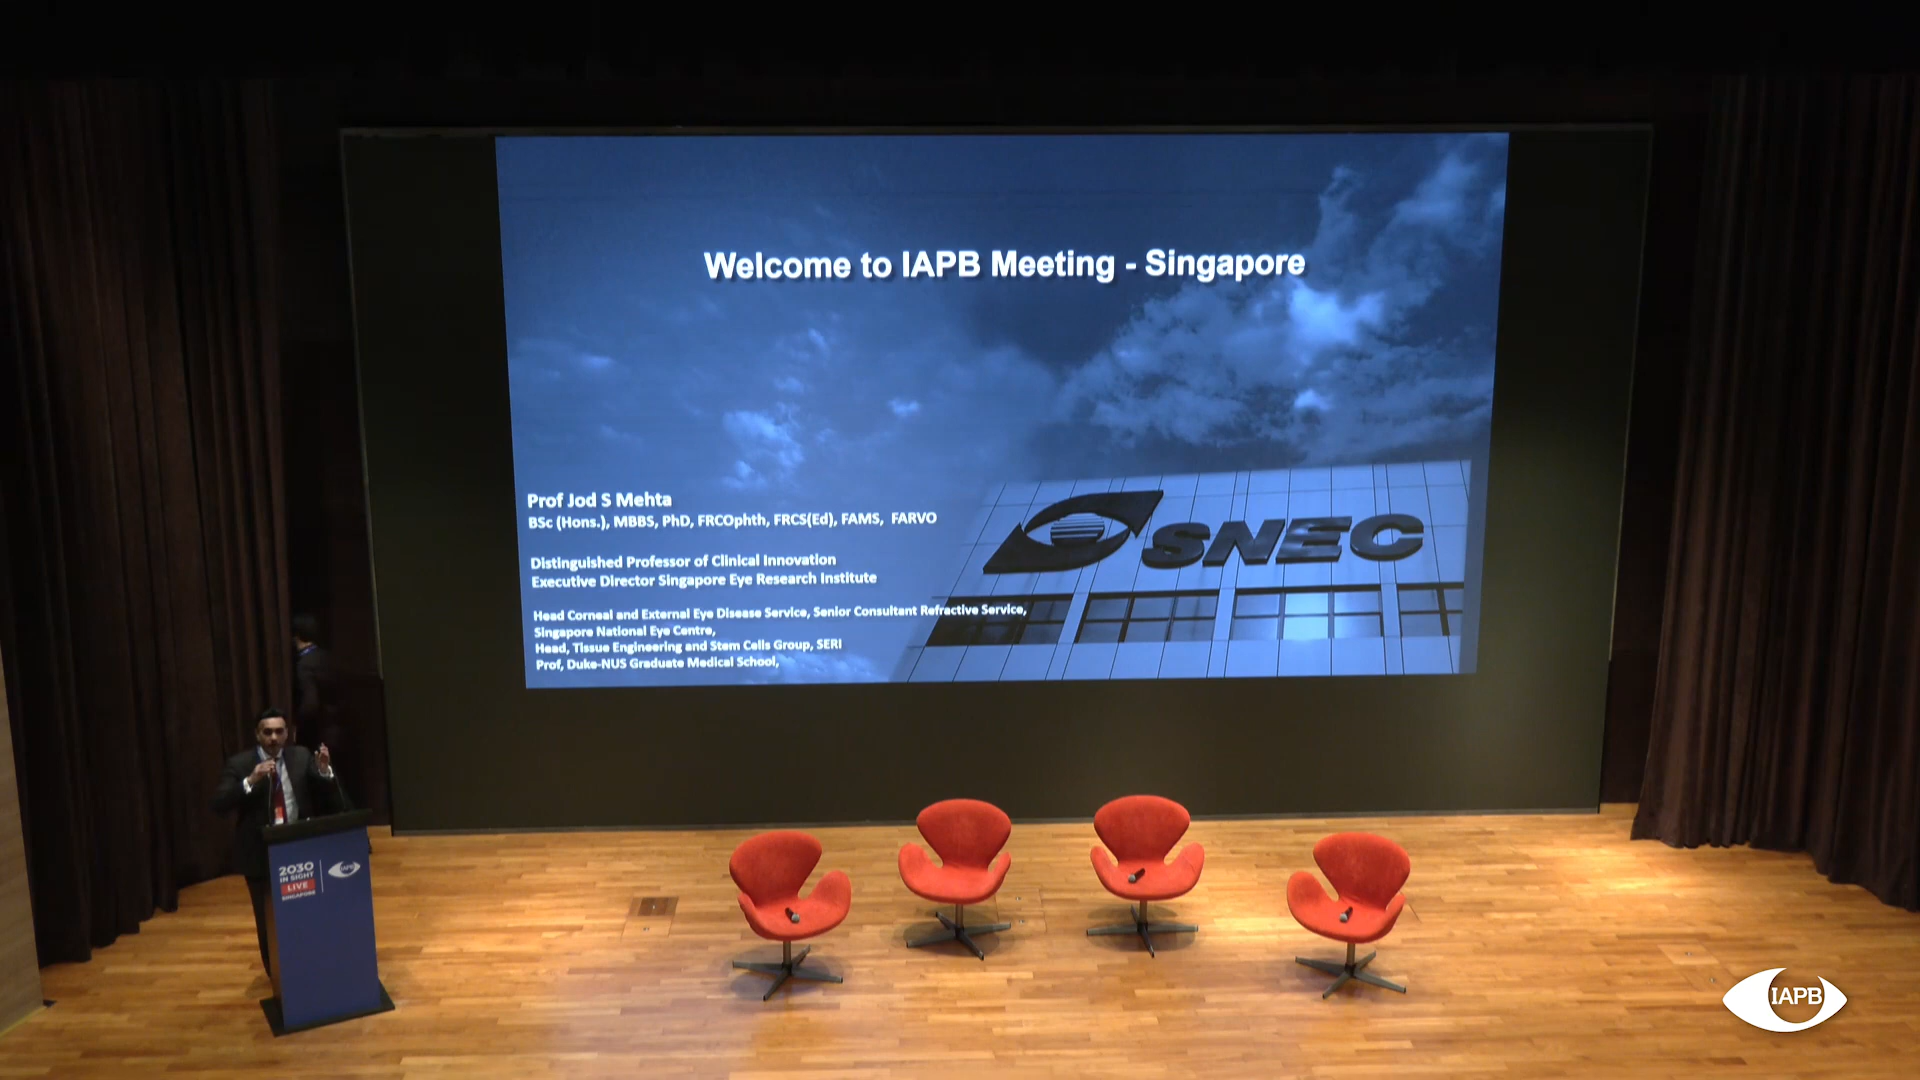 Welcome to IAPB Meeting - Singapore
Prof Jod S Mehta
BSc (Hons.), MBBS, PhD, FRCOphth, FRCS(Ed), FAMS, FARVO
Distinguished Professor of Clinical Innovation
Executive Director Singapore Eye Research Institute
Head Corneal and External Eye Disease Service, Senior Consultant Refractive Service,
Singapore National Eye Centre,
Head, Tissue Engineering and Stem Cells Group, SERI
Prof, Duke-NUS Graduate Medical School,
SNEC
2030
IN SIGHT
LIVE
SINGAPORE
IAPB
IAPB